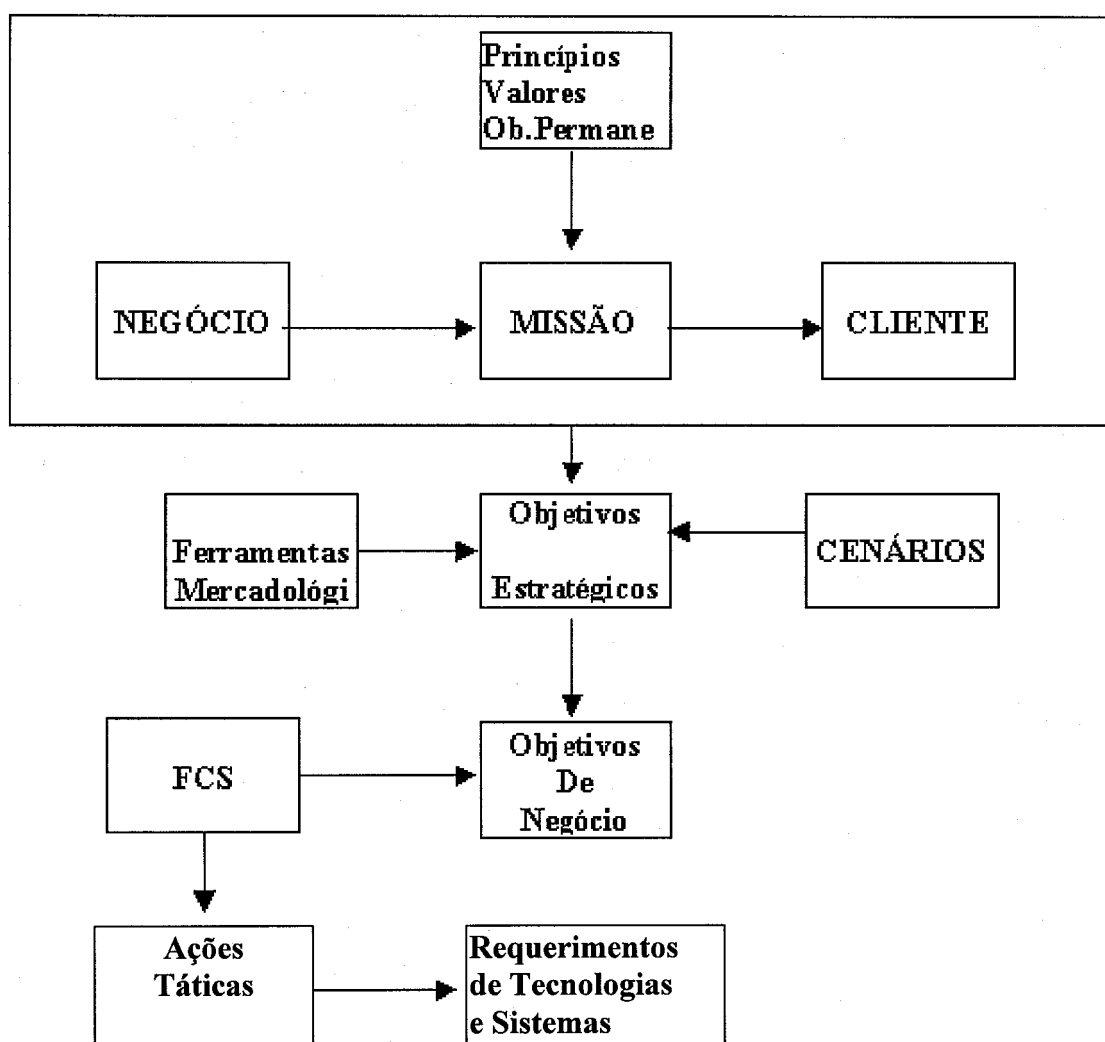 Princípios
Valores
Ob.Permane
NEGÓCIO
MISSÃO
CLIENTE
Objetivos
Estratégicos
Ferramentas
Mercadológi
CENÁRIOS
Objetivos
De
Negócio
FCS
Ações
Táticas
Requerimentos
de Tecnologias
e Sistemas